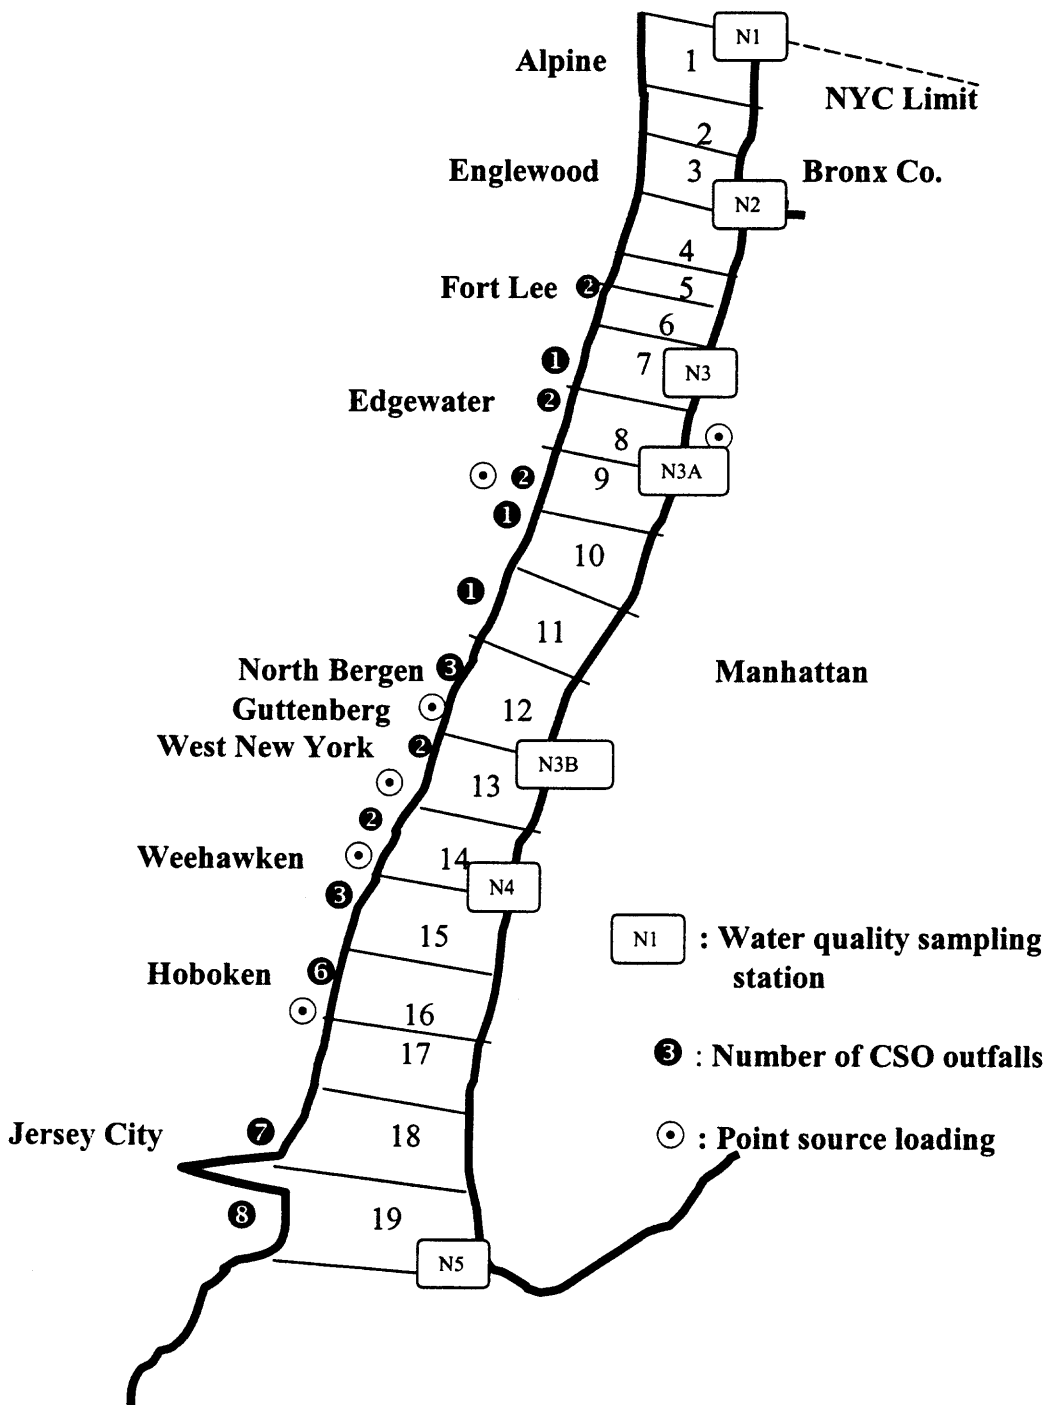 N1
Alpine
1
NYC Limit
2
Englewood
3
Bronx Co.
N2
4
Fort Lee
2
5
6
1
7
N3
Edgewater
2
8
2
9
N3A
1
10
1
11
North Bergen
3
Manhattan
Guttenberg
12
West New York
2
N3B
13
2
Weehawken
14
N4
3
15
N1 : Water quality sampling
station
Hoboken
6
16
17
3 : Number of CSO outfalls
Jersey City
7
18
: Point source loading
8
19
N5